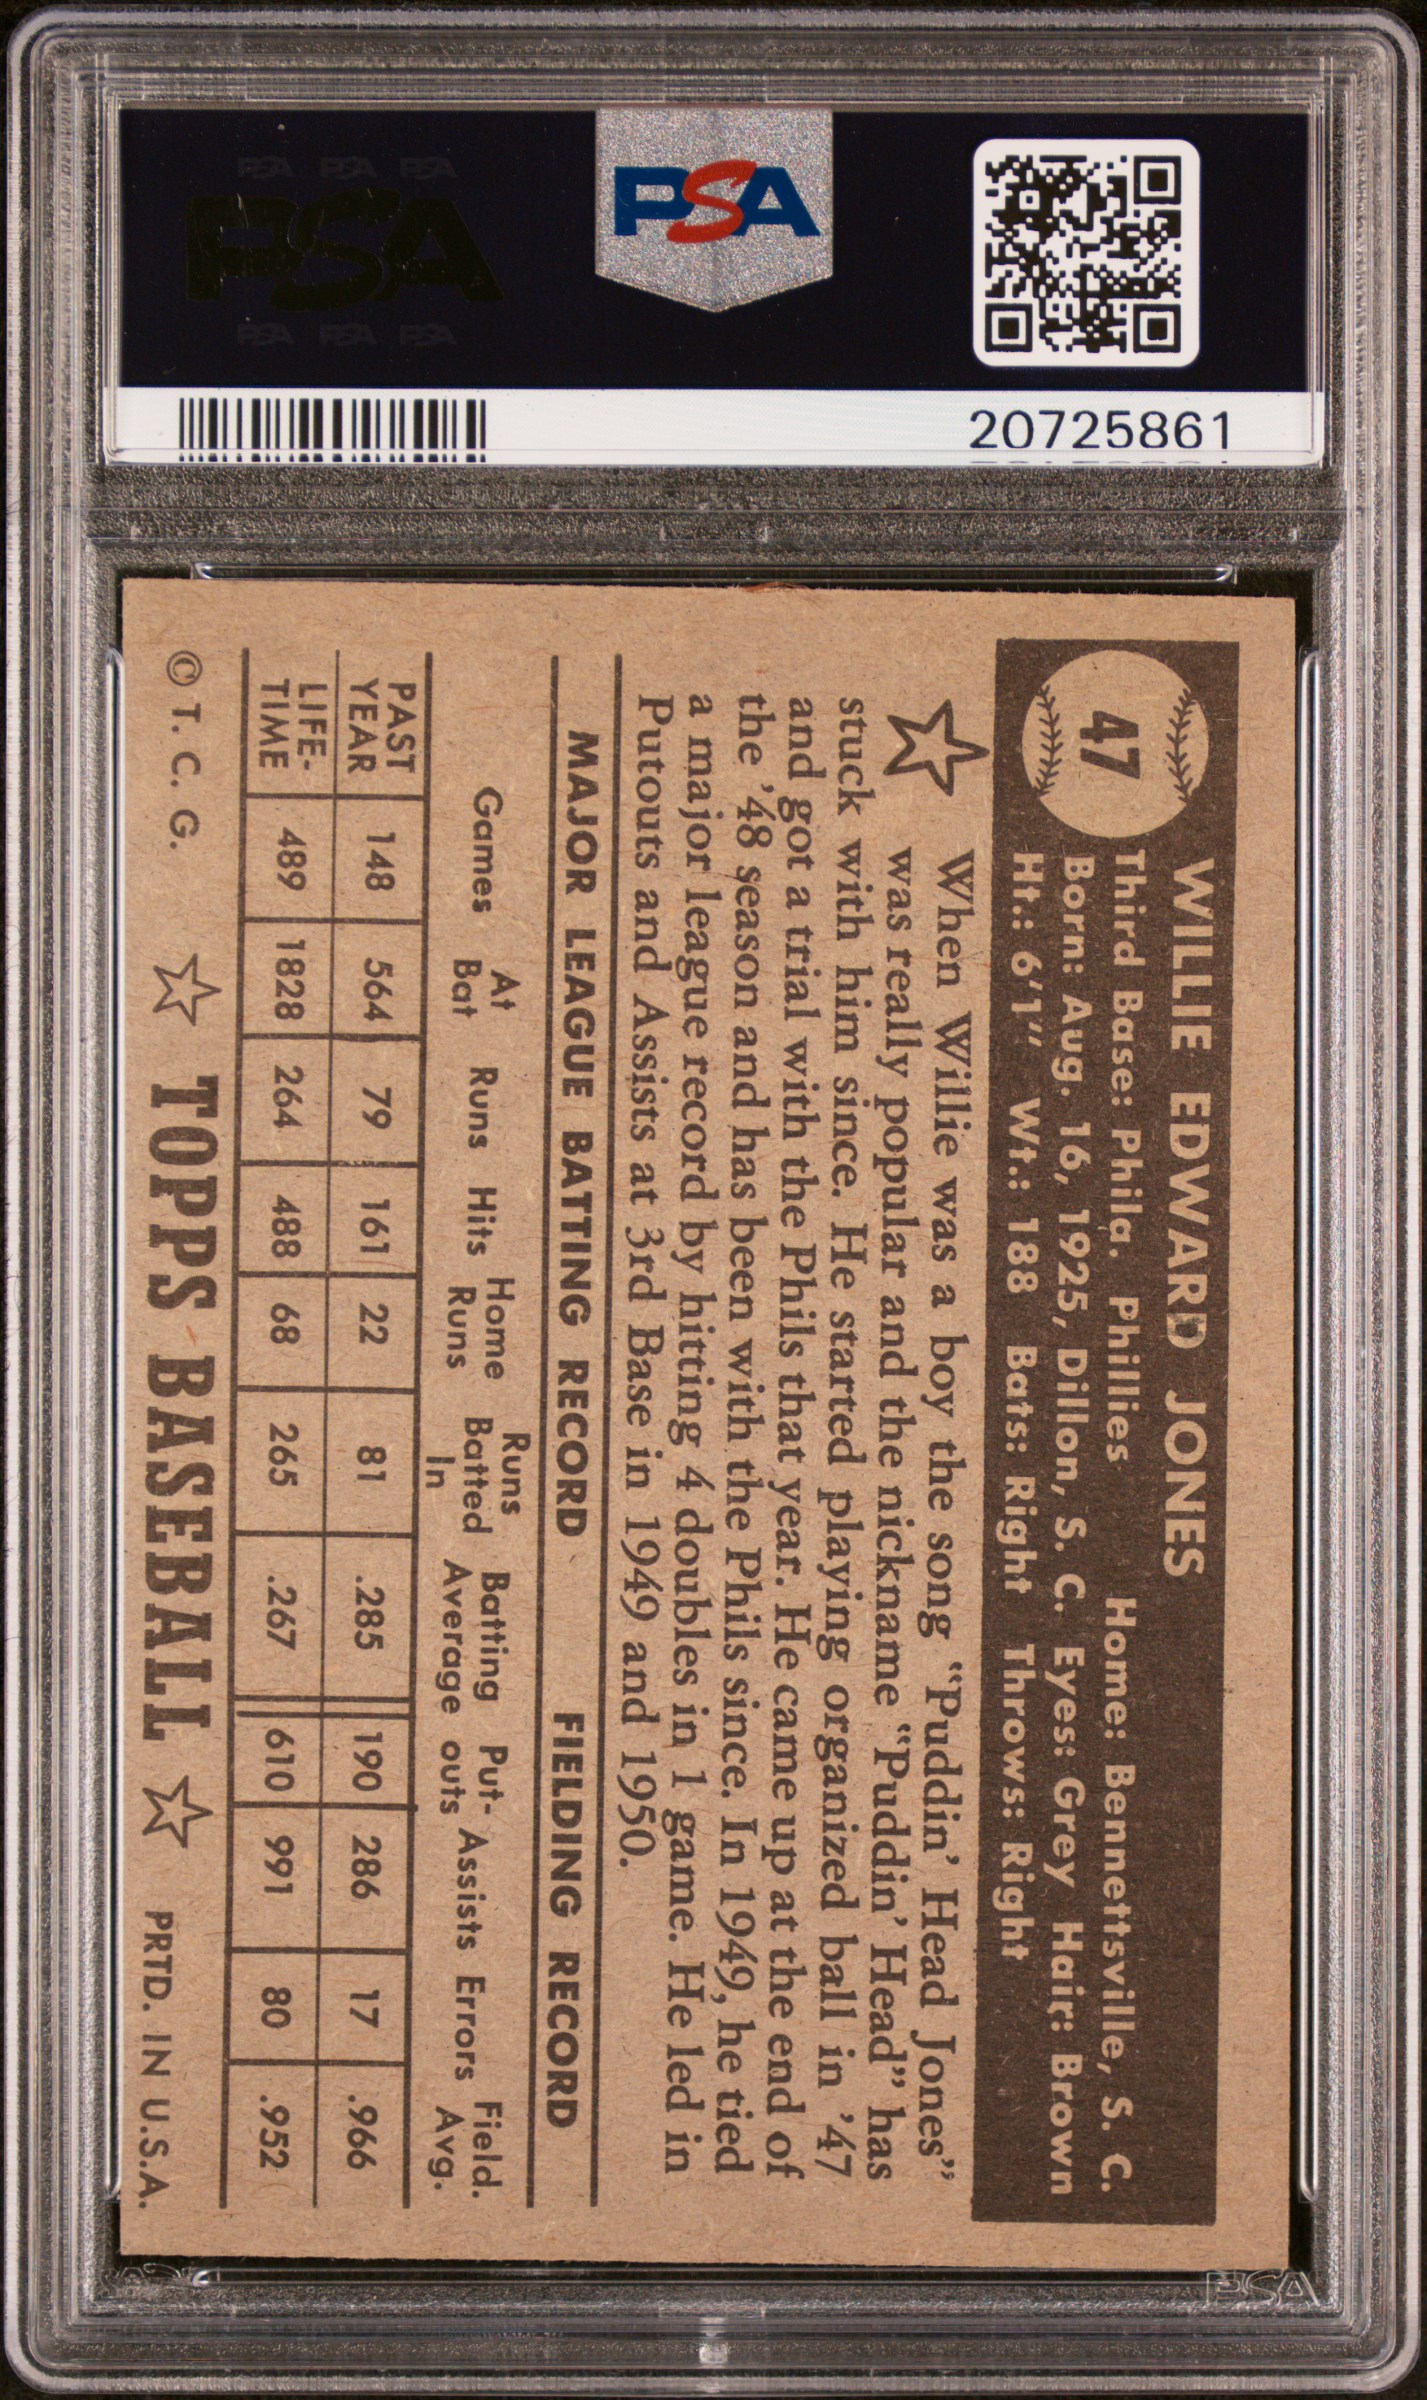 PSA PSA PSA
PSA
PSA PSA PSA
PSA
20725861
47
WILLIE EDWARD JONES
Third Base: Phila. Phillies Home: Bennettsville, S. C.
Born: Aug. 16, 1925, Dillon, S. C. Eyes: Grey Hair: Brown
Ht.: 6'1" Wt.: 188 Bats: Right Throws: Right
When Willie was a boy the song "Puddin' Head Jones"
was really popular and the nickname "Puddin' Head" has
stuck with him since. He started playing organized ball in '47
and got a trial with the Phils that year. He came up at the end of
the '48 season and has been with the Phils since. In 1949, he tied
a major league record by hitting 4 doubles in 1 game. He led in
Putouts and Assists at 3rd Base in 1949 and 1950.
MAJOR LEAGUE BATTING RECORD FIELDING RECORD
Games At Bat Runs Hits Home Runs Runs Batted In Batting Average Put-outs Assists Errors Field. Avg.
PAST YEAR 148 564 79 161 22 81 .285 190 286 17 .966
LIFE-TIME 489 1828 264 488 68 265 .267 610 991 80 .952
© T. C. G. ☆ TOPPS BASEBALL ☆ PRTD. IN U.S.A.
PSA